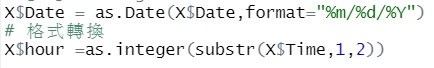 X$Date = as.Date(X$Date,format="%m/%d/%Y")
# 格式轉換
X$hour =as.integer(substr(X$Time,1,2))